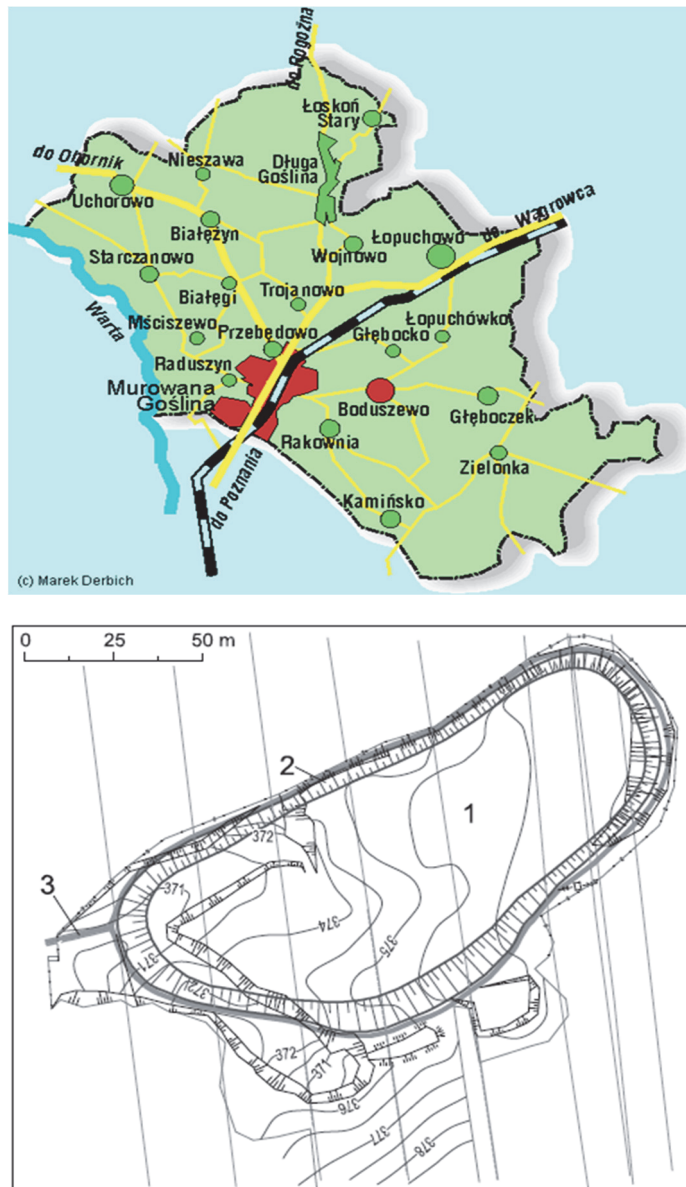 do Rogoźna
Łoskoń
Stary
do Obornik
Nieszawa
Długa
Goślina
Uchorowo
do Wągrowca
Białężyn
Wojnowo
Łopuchowo
Starczanowo
Białęgi
Trojanowo
Warta
Mściszewo
Przebędowo
Głębocko
Łopuchówko
Raduszyn
Murowana
Goślina
Boduszewo
Głęboczek
Rakownia
Zielonka
do Poznania
Kamińsko
(c) Marek Derbich
0 25 50 m
2
1
372
3
371
374
375
371
372
372
371
376
377
378